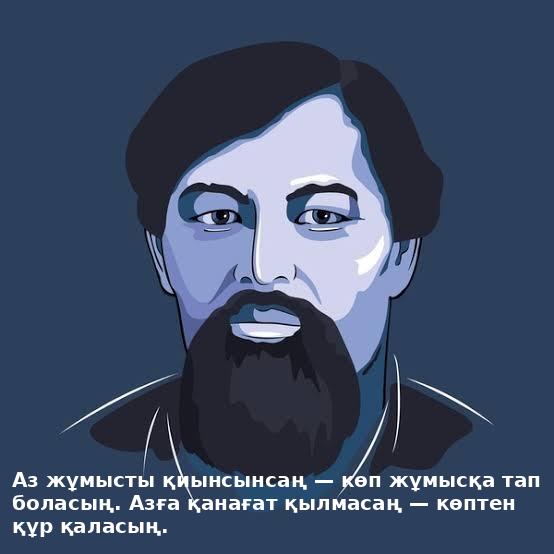 Аз жұмысты қиынсынсаң — көп жұмысқа тап
боласың. Азға қанағат қылмасаң — көптен
құр қаласың.